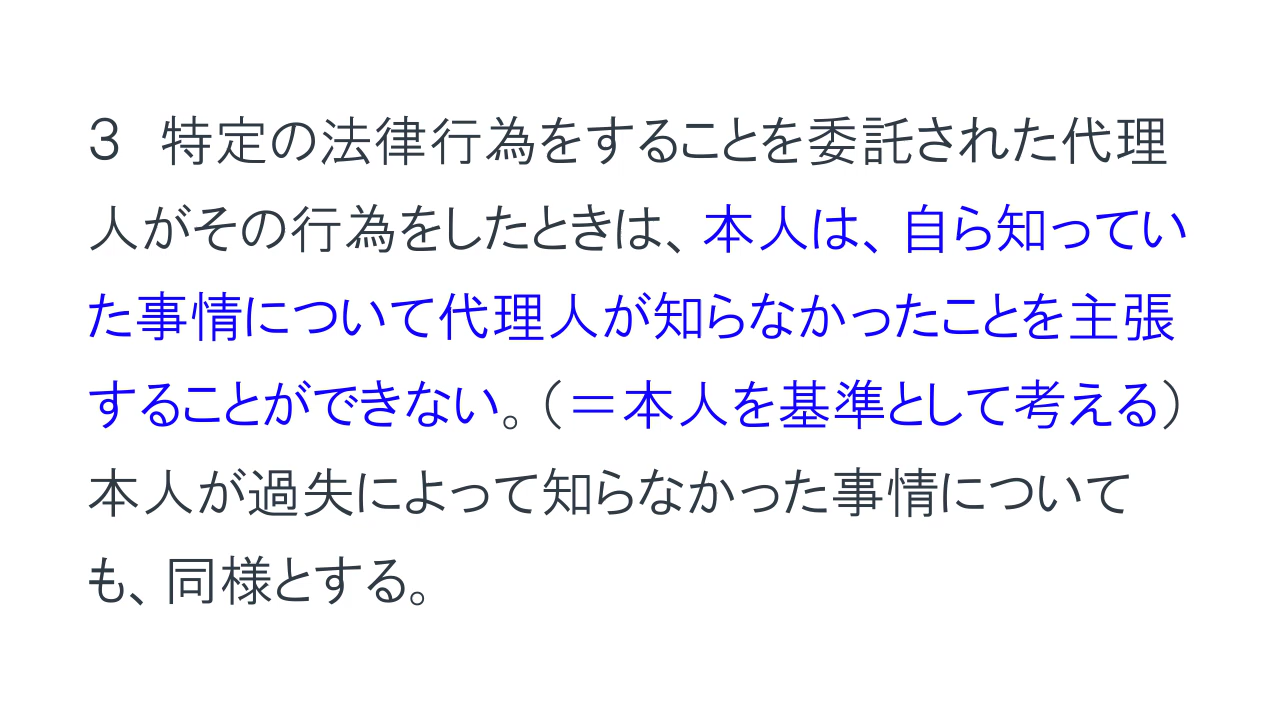 ３　特定の法律行為をすることを委託された代理
人がその行為をしたときは、本人は、自ら知ってい
た事情について代理人が知らなかったことを主張
することができない。（＝本人を基準として考える）
本人が過失によって知らなかった事情について
も、同様とする。